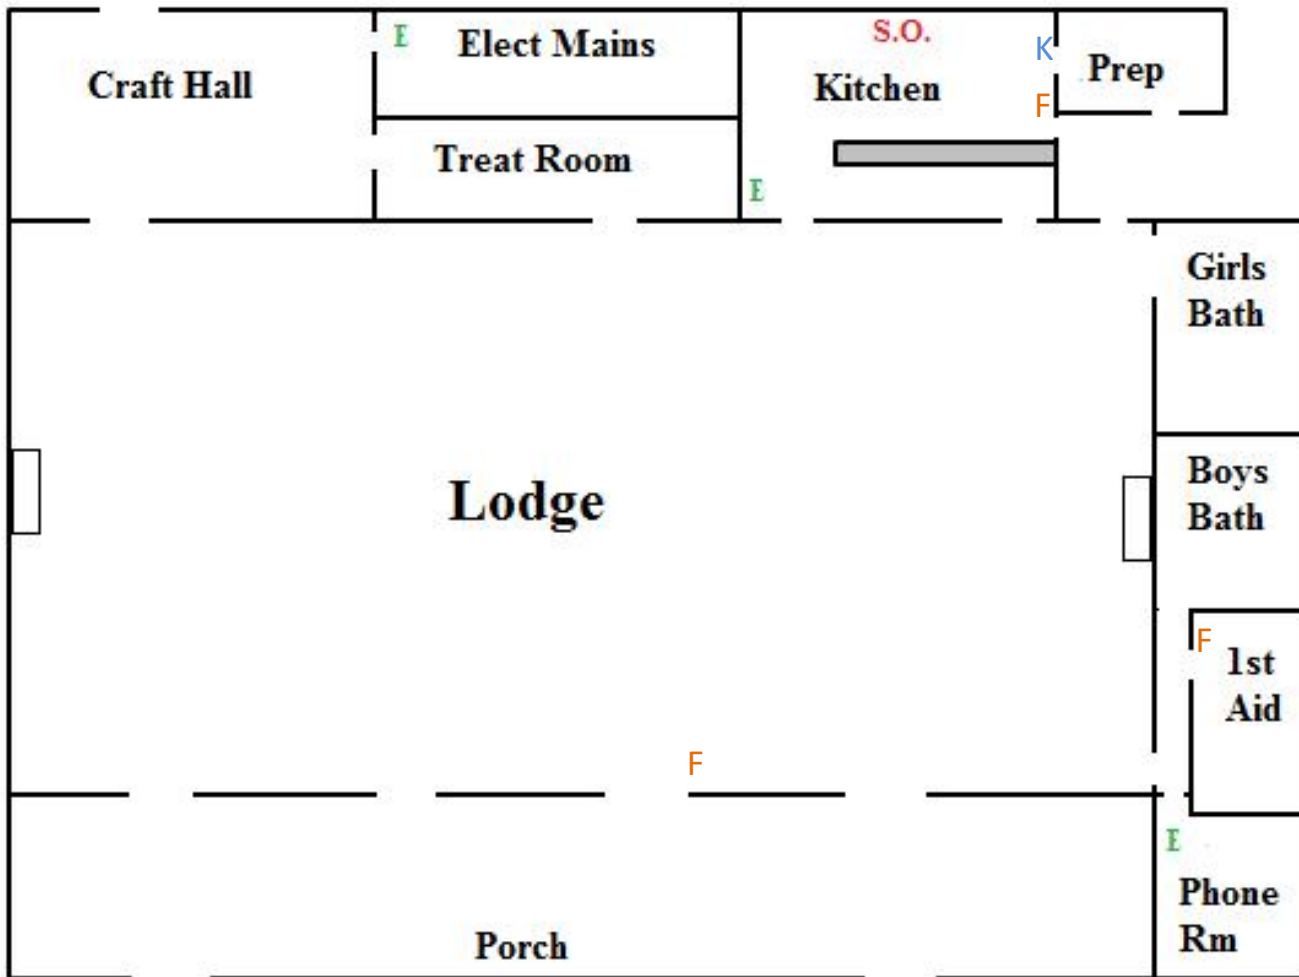 E
Elect Mains
S.O.
K
Prep
Craft Hall
Kitchen
F
Treat Room
E
Girls
Bath
Boys
Bath
Lodge
F
1st
Aid
F
E
Phone
Rm
Porch